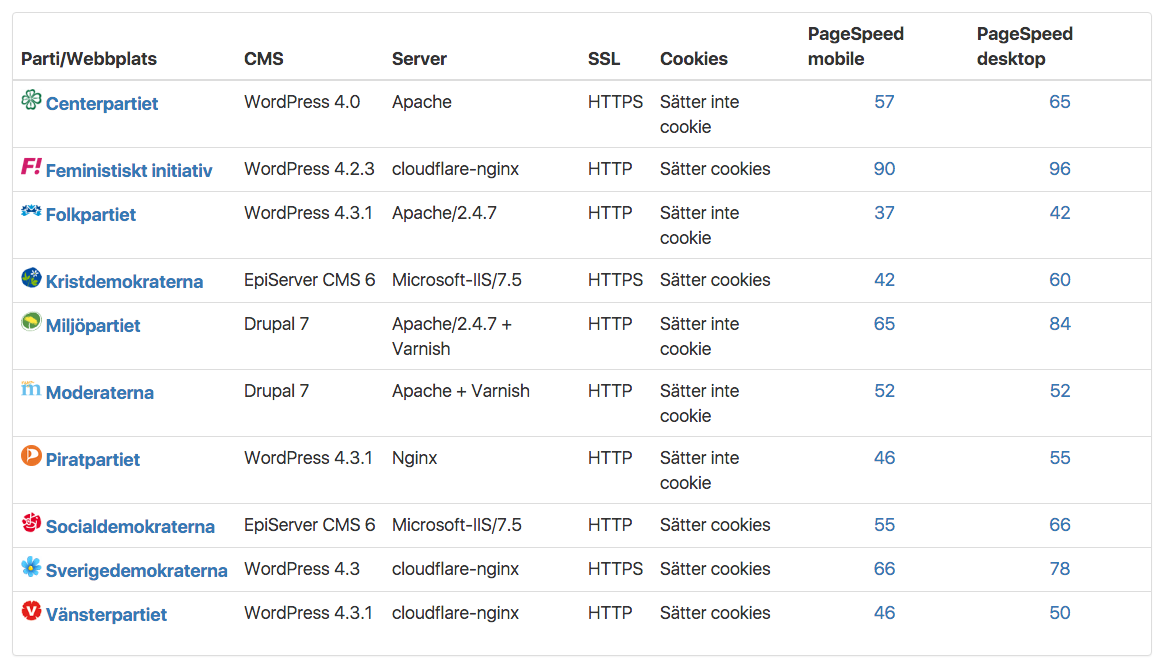 Parti/Webbplats CMS Server SSL Cookies PageSpeed mobile PageSpeed desktop
Centerpartiet WordPress 4.0 Apache HTTPS Sätter inte cookie 57 65
F! Feministiskt initiativ WordPress 4.2.3 cloudflare-nginx HTTP Sätter cookies 90 96
Folkpartiet WordPress 4.3.1 Apache/2.4.7 HTTP Sätter inte cookie 37 42
Kristdemokraterna EpiServer CMS 6 Microsoft-IIS/7.5 HTTPS Sätter cookies 42 60
Miljöpartiet Drupal 7 Apache/2.4.7 + Varnish HTTP Sätter inte cookie 65 84
m Moderaterna Drupal 7 Apache + Varnish HTTP Sätter inte cookie 52 52
Piratpartiet WordPress 4.3.1 Nginx HTTP Sätter inte cookie 46 55
Socialdemokraterna EpiServer CMS 6 Microsoft-IIS/7.5 HTTP Sätter cookies 55 66
Sverigedemokraterna WordPress 4.3 cloudflare-nginx HTTPS Sätter cookies 66 78
V Vänsterpartiet WordPress 4.3.1 cloudflare-nginx HTTP Sätter cookies 46 50